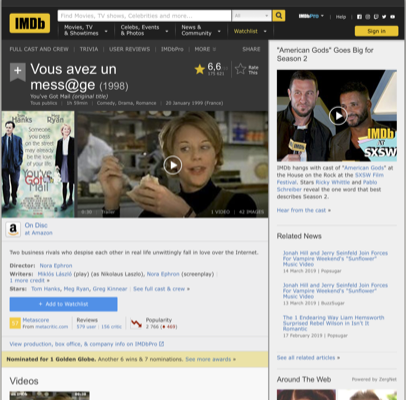 IMDb
Find Movies, TV shows, Celebrities and more...
All
IMDbPro
Help
Movies, TV
& Showtimes
Celebs, Events
& Photos
News &
Community
Watchlist
Sign in
FULL CAST AND CREW | TRIVIA | USER REVIEWS | IMDbPro | MORE
SHARE
Vous avez un
mess@ge (1998)
You've Got Mail (original title)
Tous publics | 1h 59min | Comedy, Drama, Romance | 20 January 1999 (France)
6,6
Rate
This
Hanks
Ryan
Someone
you pass
on the street
may already
be the love
of your life.
You've
Got Mail
Trailer
1 VIDEO | 42 IMAGES
On Disc
at Amazon
Two business rivals who despise each other in real life unwittingly fall in love over the Internet.
Director: Nora Ephron
Writers: Miklós László (play) (as Nikolaus Laszlo), Nora Ephron (screenplay) |
1 more credit »
Stars: Tom Hanks, Meg Ryan, Greg Kinnear | See full cast & crew »
+ Add to Watchlist
Metascore
From metacritic.com
Reviews
579 user | 156 critic
Popularity
2 766 (469)
View production, box office, & company info on IMDbPro
Nominated for 1 Golden Globe. Another 6 wins & 7 nominations. See more awards »
Videos
"American Gods" Goes Big for
Season 2
IMDb
at
SXSW
IMDb hangs with cast of "American Gods" at
the House on the Rock at the SXSW Film
Festival. Stars Ricky Whittle and Pablo
Schreiber reveal the one word that best
describes Season 2.
Hear from the cast »
Related News
Jonah Hill and Jerry Seinfeld Join Forces
For Vampire Weekend's "Sunflower"
Music Video
14 March 2019 | Popsugar
Jonah Hill and Jerry Seinfeld Join Forces
For Vampire Weekend's "Sunflower"
Music Video
13 March 2019 | BuzzSugar
The 1 Endearing Way Liam Hemsworth
Surprised Rebel Wilson in Isn't It
Romantic
17 February 2019 | Popsugar
See all related articles »
Around The Web
Powered by ZergNet